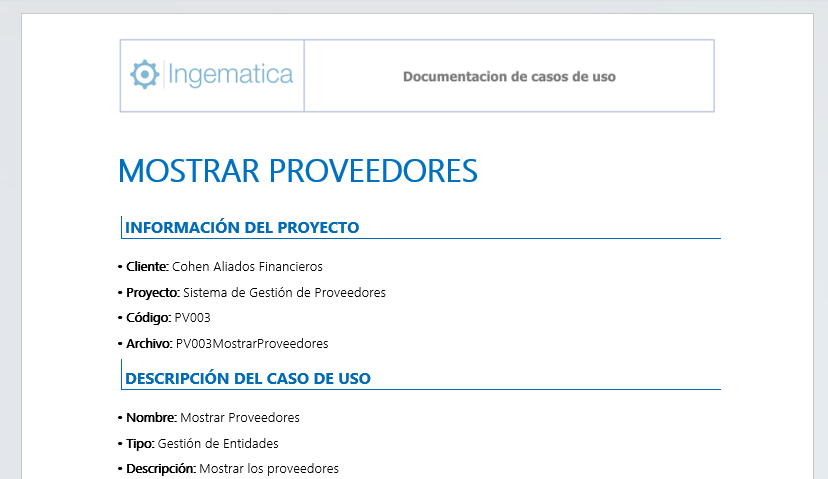 Ingematica
Documentacion de casos de uso
MOSTRAR PROVEEDORES
INFORMACIÓN DEL PROYECTO
• Cliente: Cohen Aliados Financieros
• Proyecto: Sistema de Gestión de Proveedores
• Código: PV003
• Archivo: PV003MostrarProveedores
DESCRIPCIÓN DEL CASO DE USO
• Nombre: Mostrar Proveedores
• Tipo: Gestión de Entidades
• Descripción: Mostrar los proveedores